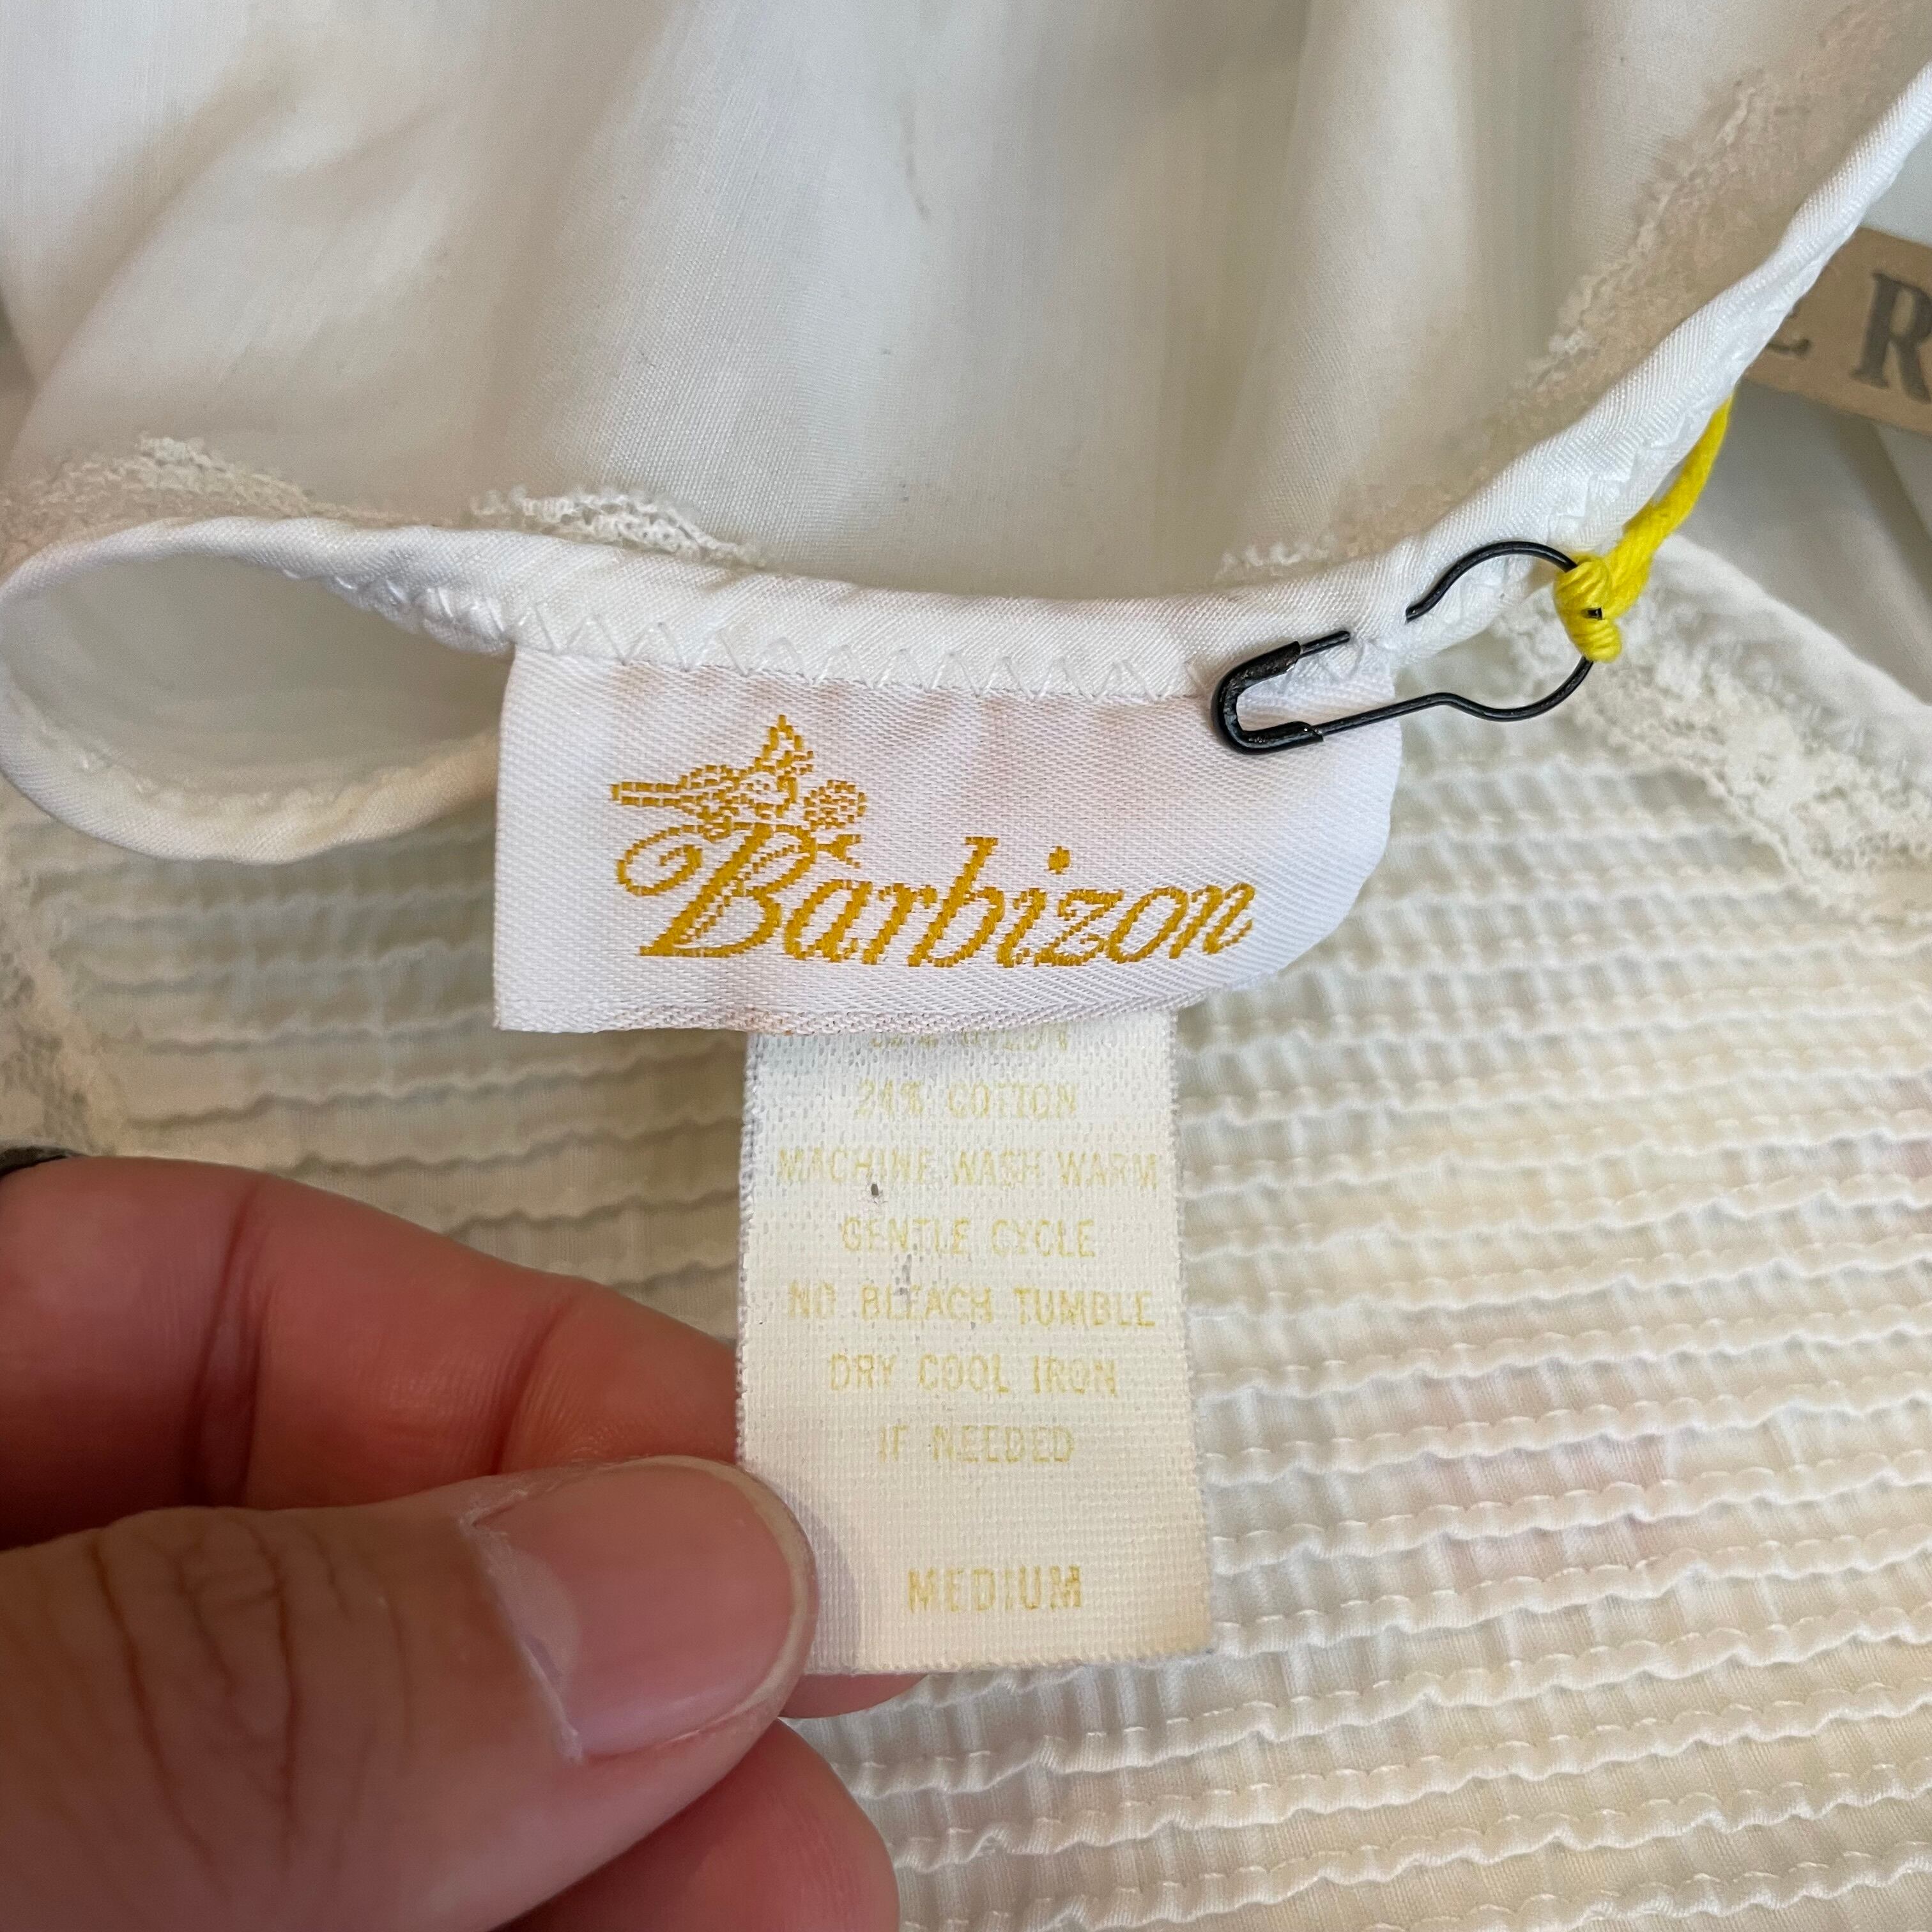 Barbizon
24% COTTON
MACHINE WASH WARM
GENTLE CYCLE
NO BLEACH TUMBLE
DRY COOL IRON
IF NEEDED
MEDIUM
R